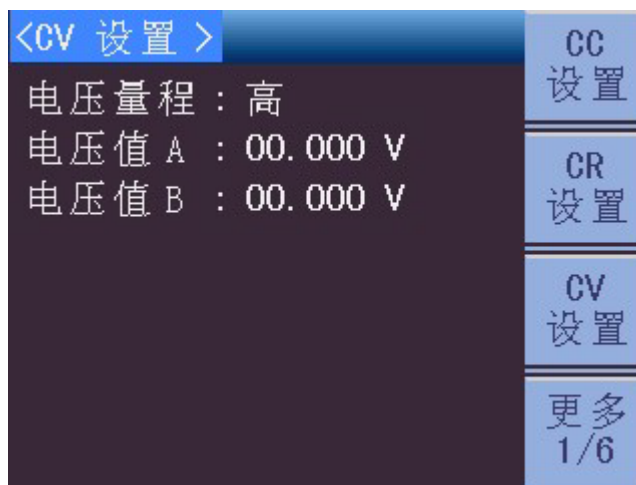 <CV 设置 >
电压量程 : 高
电压值 A : 00.000 V
电压值 B : 00.000 V
CC
设置
CR
设置
CV
设置
更多
1/6